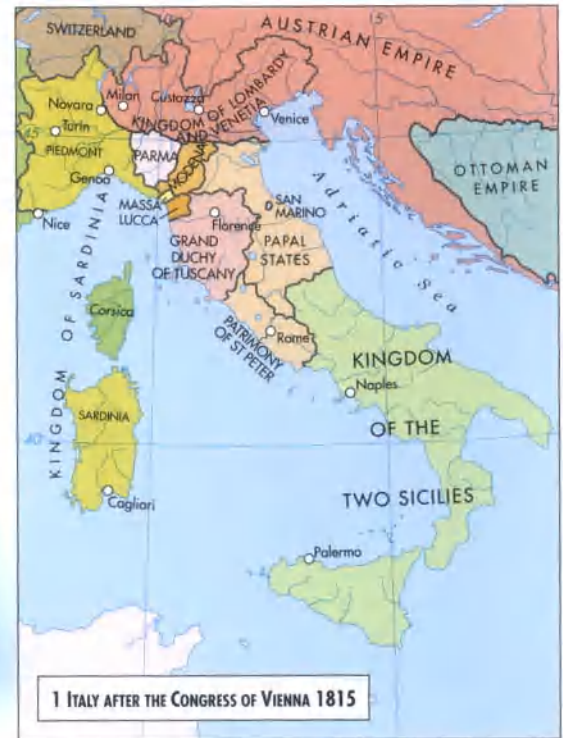 SWITZERLAND
AUSTRIAN EMPIRE
5
Novara
Milan
Custozza
KINGDOM OF LOMBARDY
AND VENETIA
Venice
45
Turin
PIEDMONT
PARMA
MODENA
Genoa
OTTOMAN
EMPIRE
MASSA
LUCCA
Nice
Florence
SAN
MARINO
Adriatic Sea
GRAND
DUCHY
OF TUSCANY
PAPAL
STATES
Corsica
KINGDOM OF SARDINIA
PATRIMONY
OF ST PETER
Rome
KINGDOM
OF THE
TWO SICILIES
Naples
SARDINIA
40
Cagliari
Palermo
1 ITALY AFTER THE CONGRESS OF VIENNA 1815